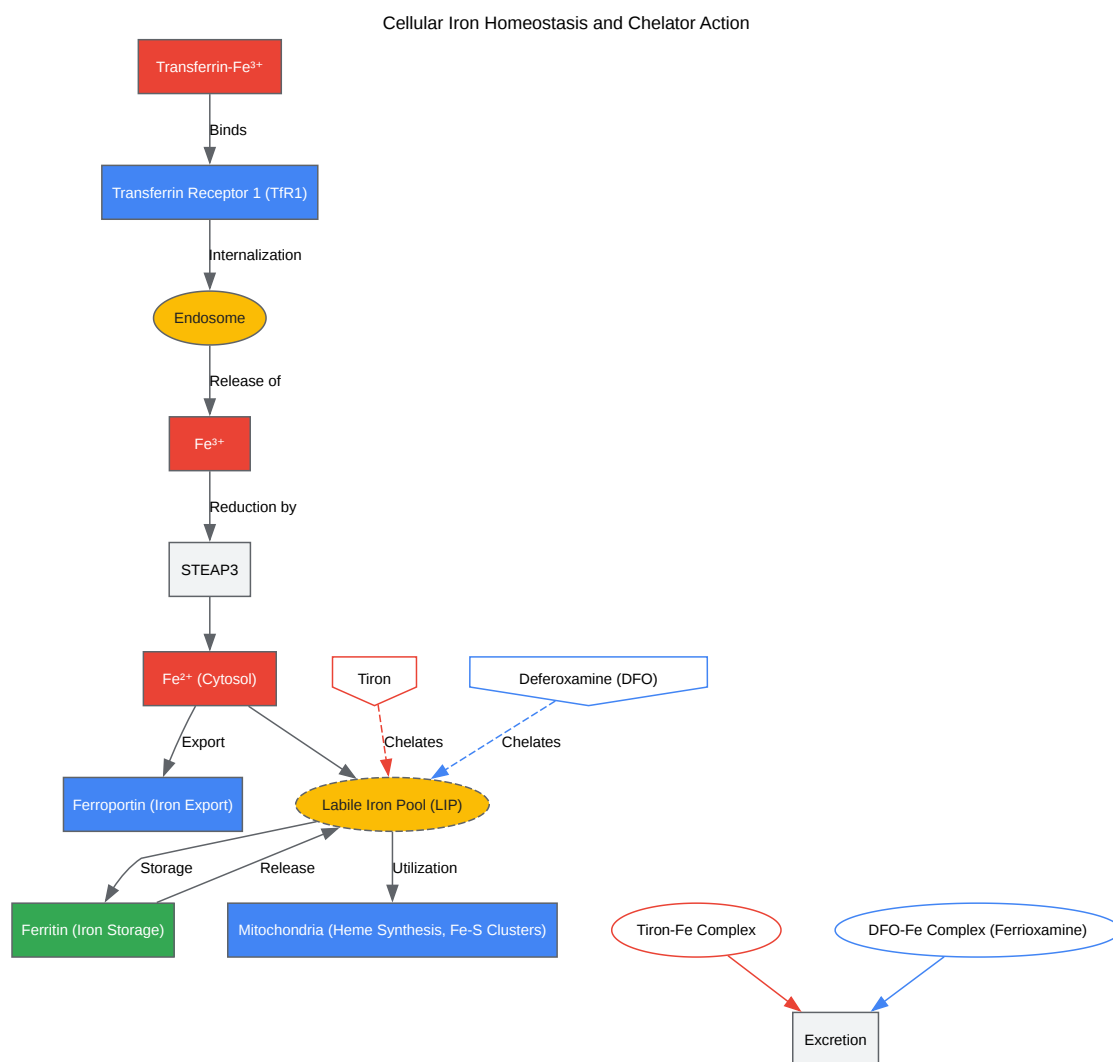 Cellular Iron Homeostasis and Chelator Action
Transferrin-Fe³⁺
Binds
Transferrin Receptor 1 (TfR1)
Internalization
Endosome
Release of
Fe³⁺
Reduction by
STEAP3
Fe²⁺ (Cytosol)
Tiron
Deferoxamine (DFO)
Export
Chelates
Chelates
Ferroportin (Iron Export)
Labile Iron Pool (LIP)
Storage
Release
Utilization
Ferritin (Iron Storage)
Mitochondria (Heme Synthesis, Fe-S Clusters)
Tiron-Fe Complex
DFO-Fe Complex (Ferrioxamine)
Excretion